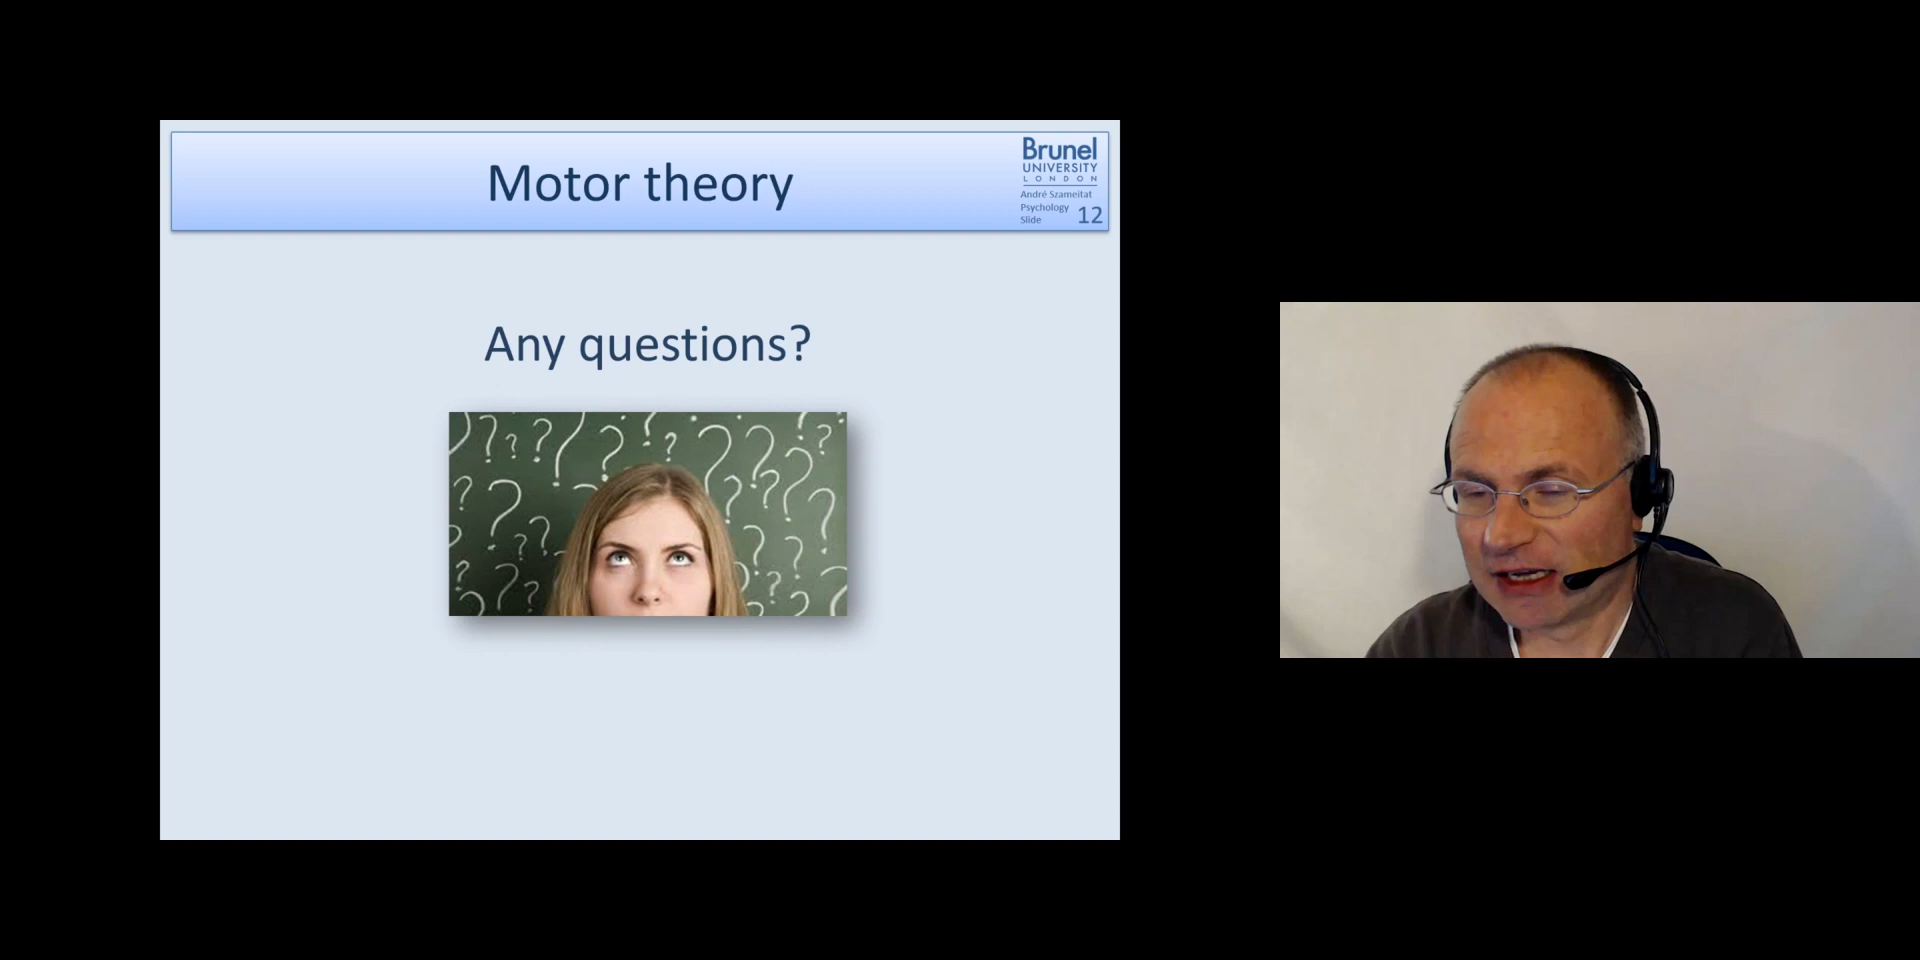 Motor theory
Brunel
UNIVERSITY
LONDON
André Szameitat
Psychology
Slide 12
Any questions?